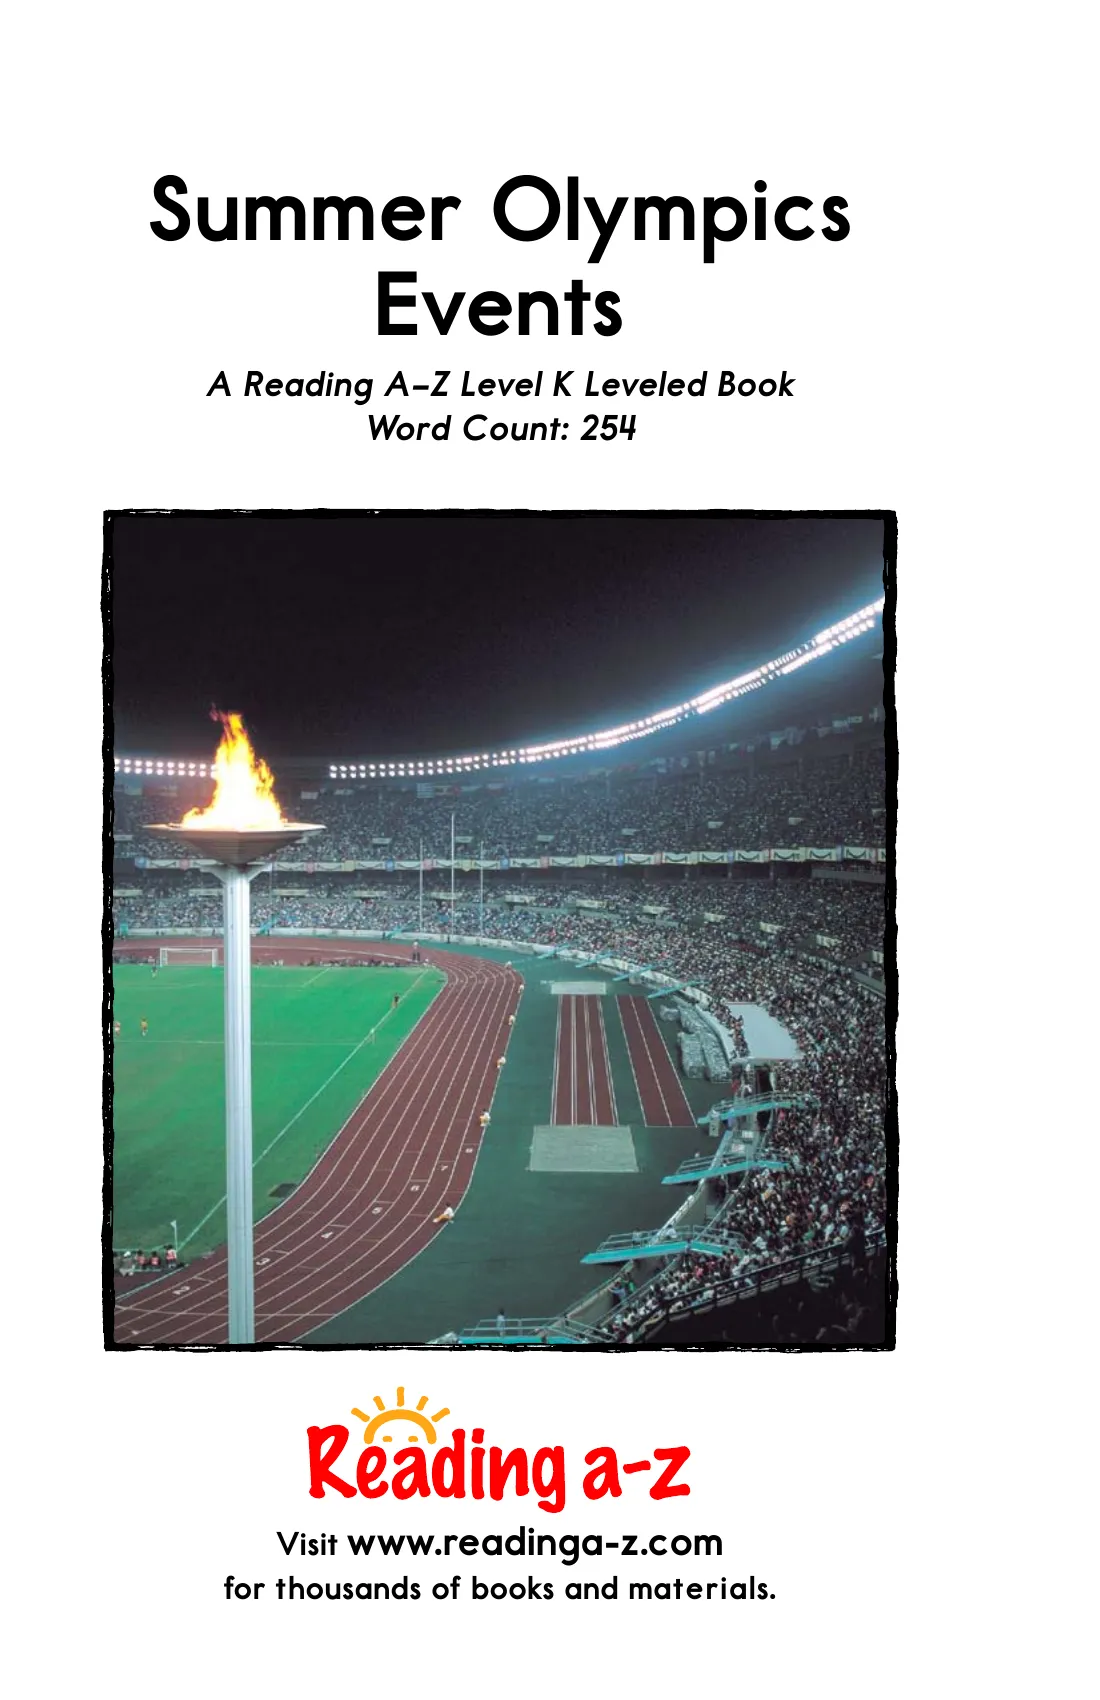 Summer Olympics
Events
A Reading A–Z Level K Leveled Book
Word Count: 254
Reading a-z
Visit www.readinga-z.com
for thousands of books and materials.